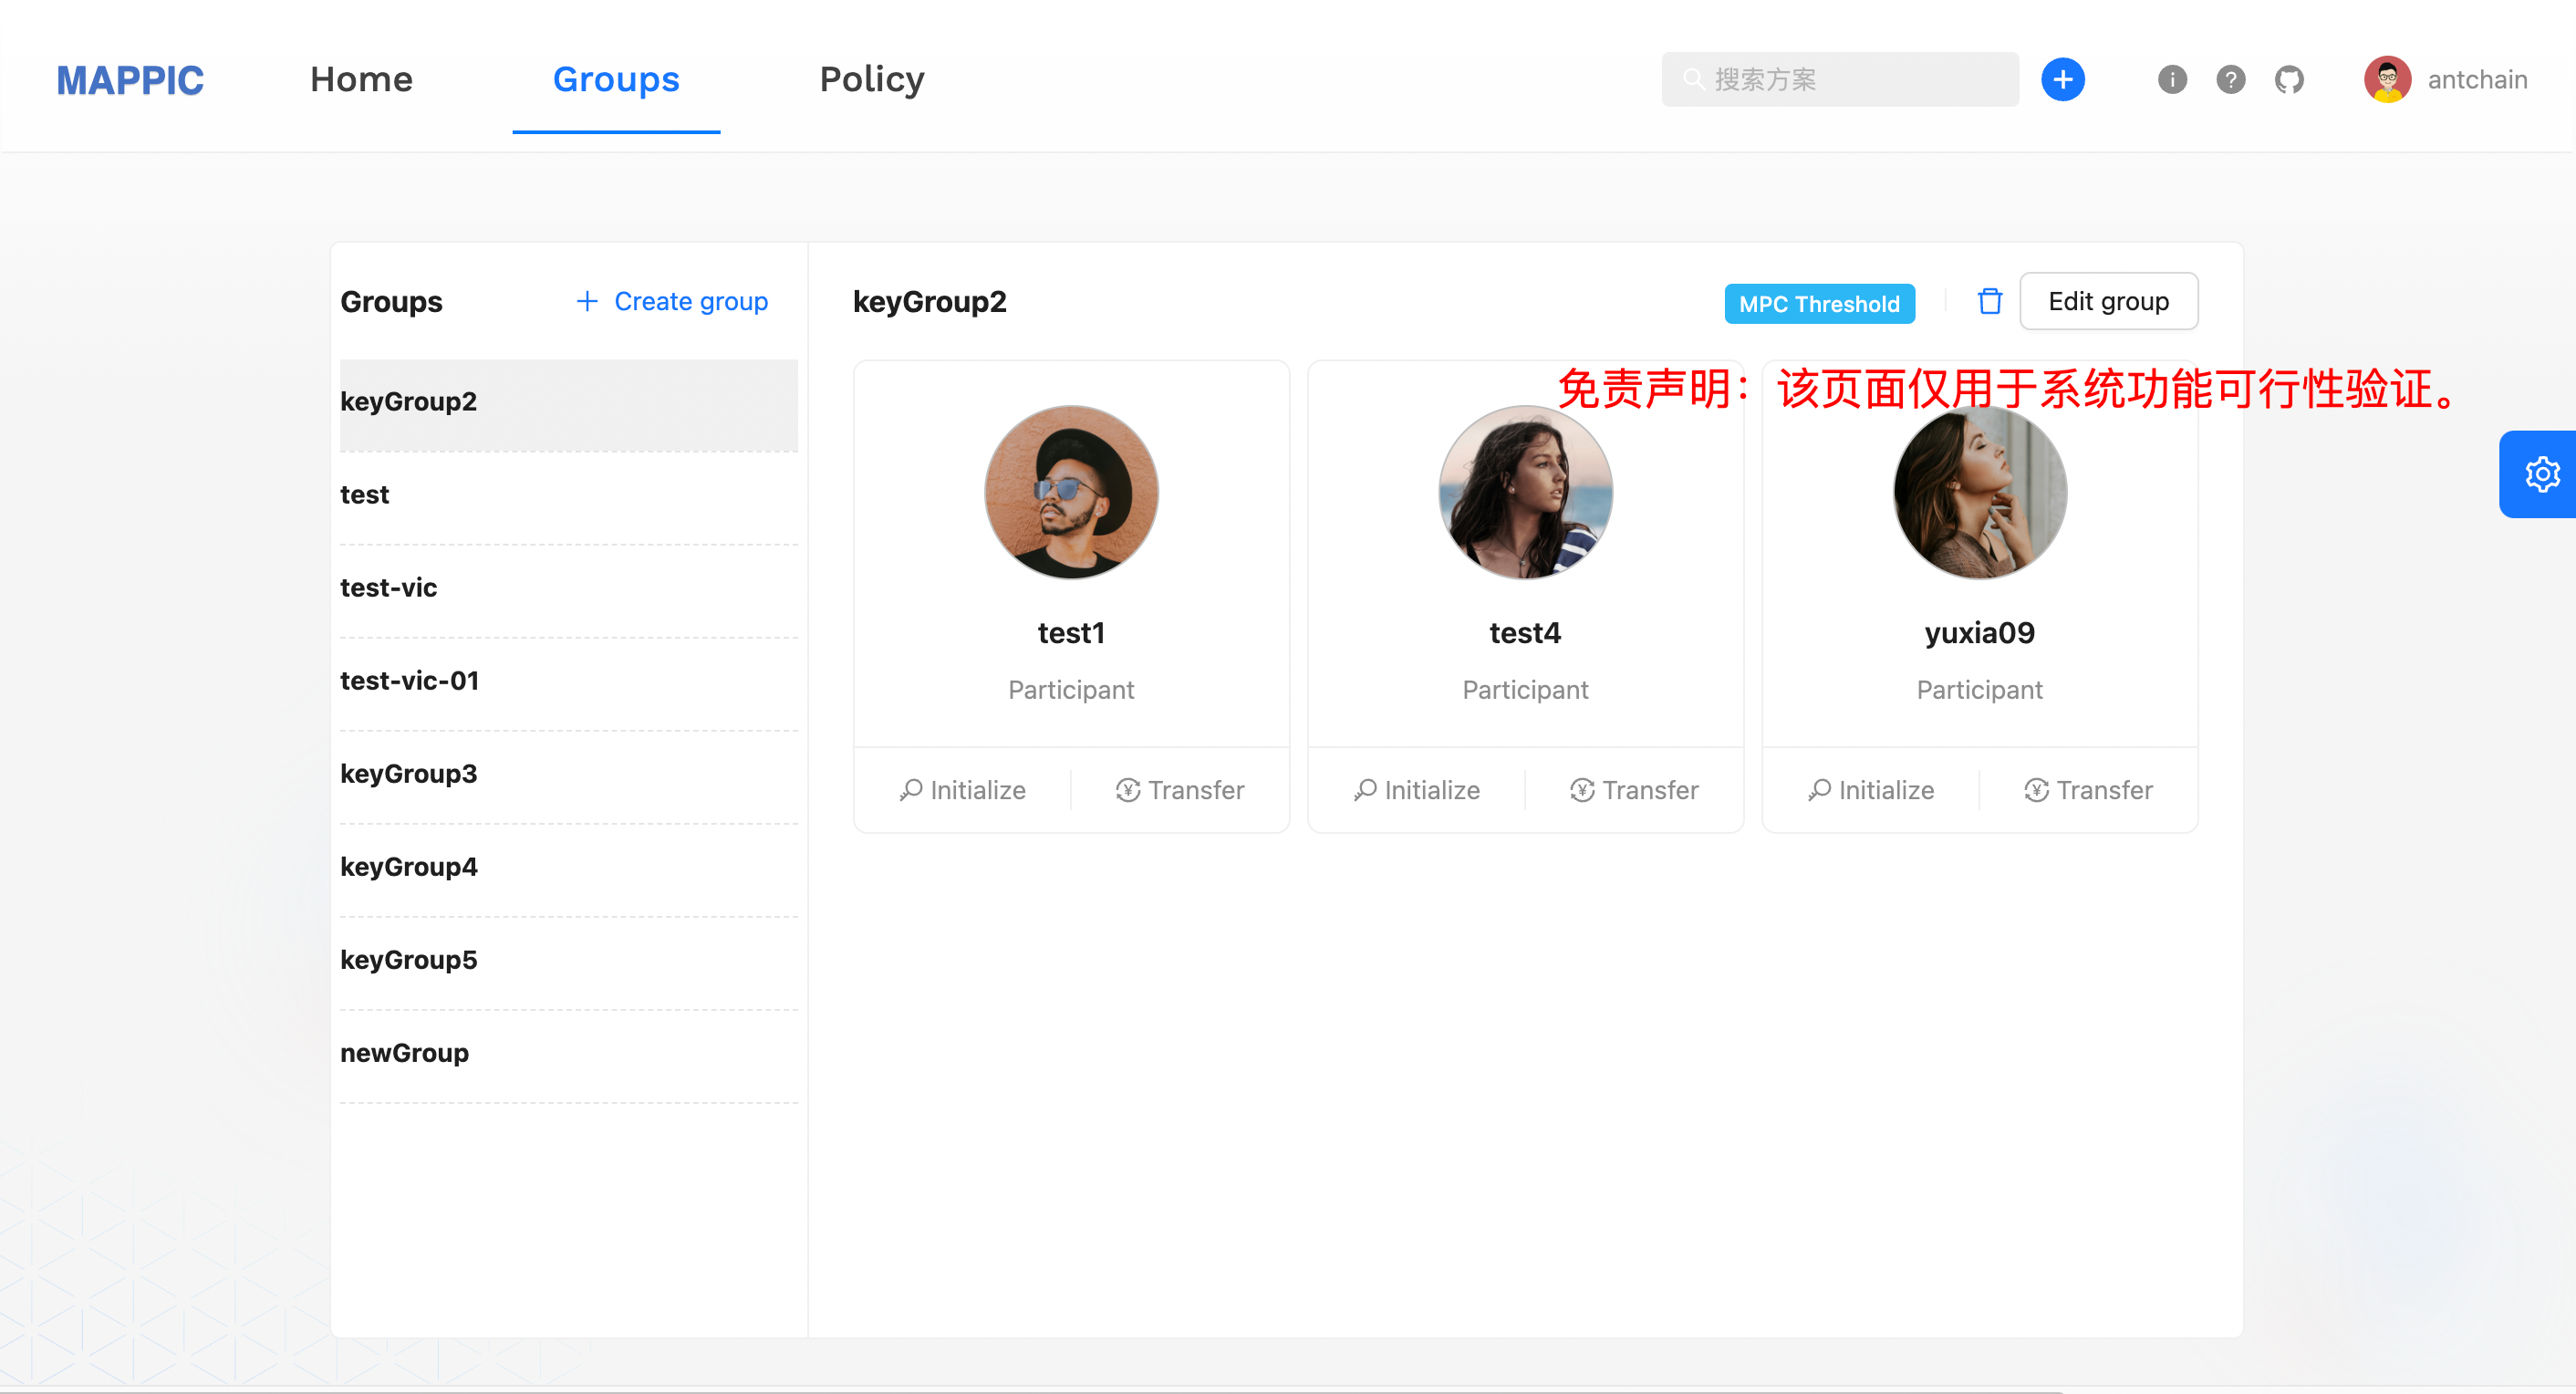 MAPPIC
Home
Groups
Policy
搜索方案
antchain
Groups
Create group
keyGroup2
test
test-vic
test-vic-01
keyGroup3
keyGroup4
keyGroup5
newGroup
keyGroup2
MPC Threshold
Edit group
免责声明：该页面仅用于系统功能可行性验证。
test1
Participant
Initialize
Transfer
test4
Participant
Initialize
Transfer
yuxia09
Participant
Initialize
Transfer